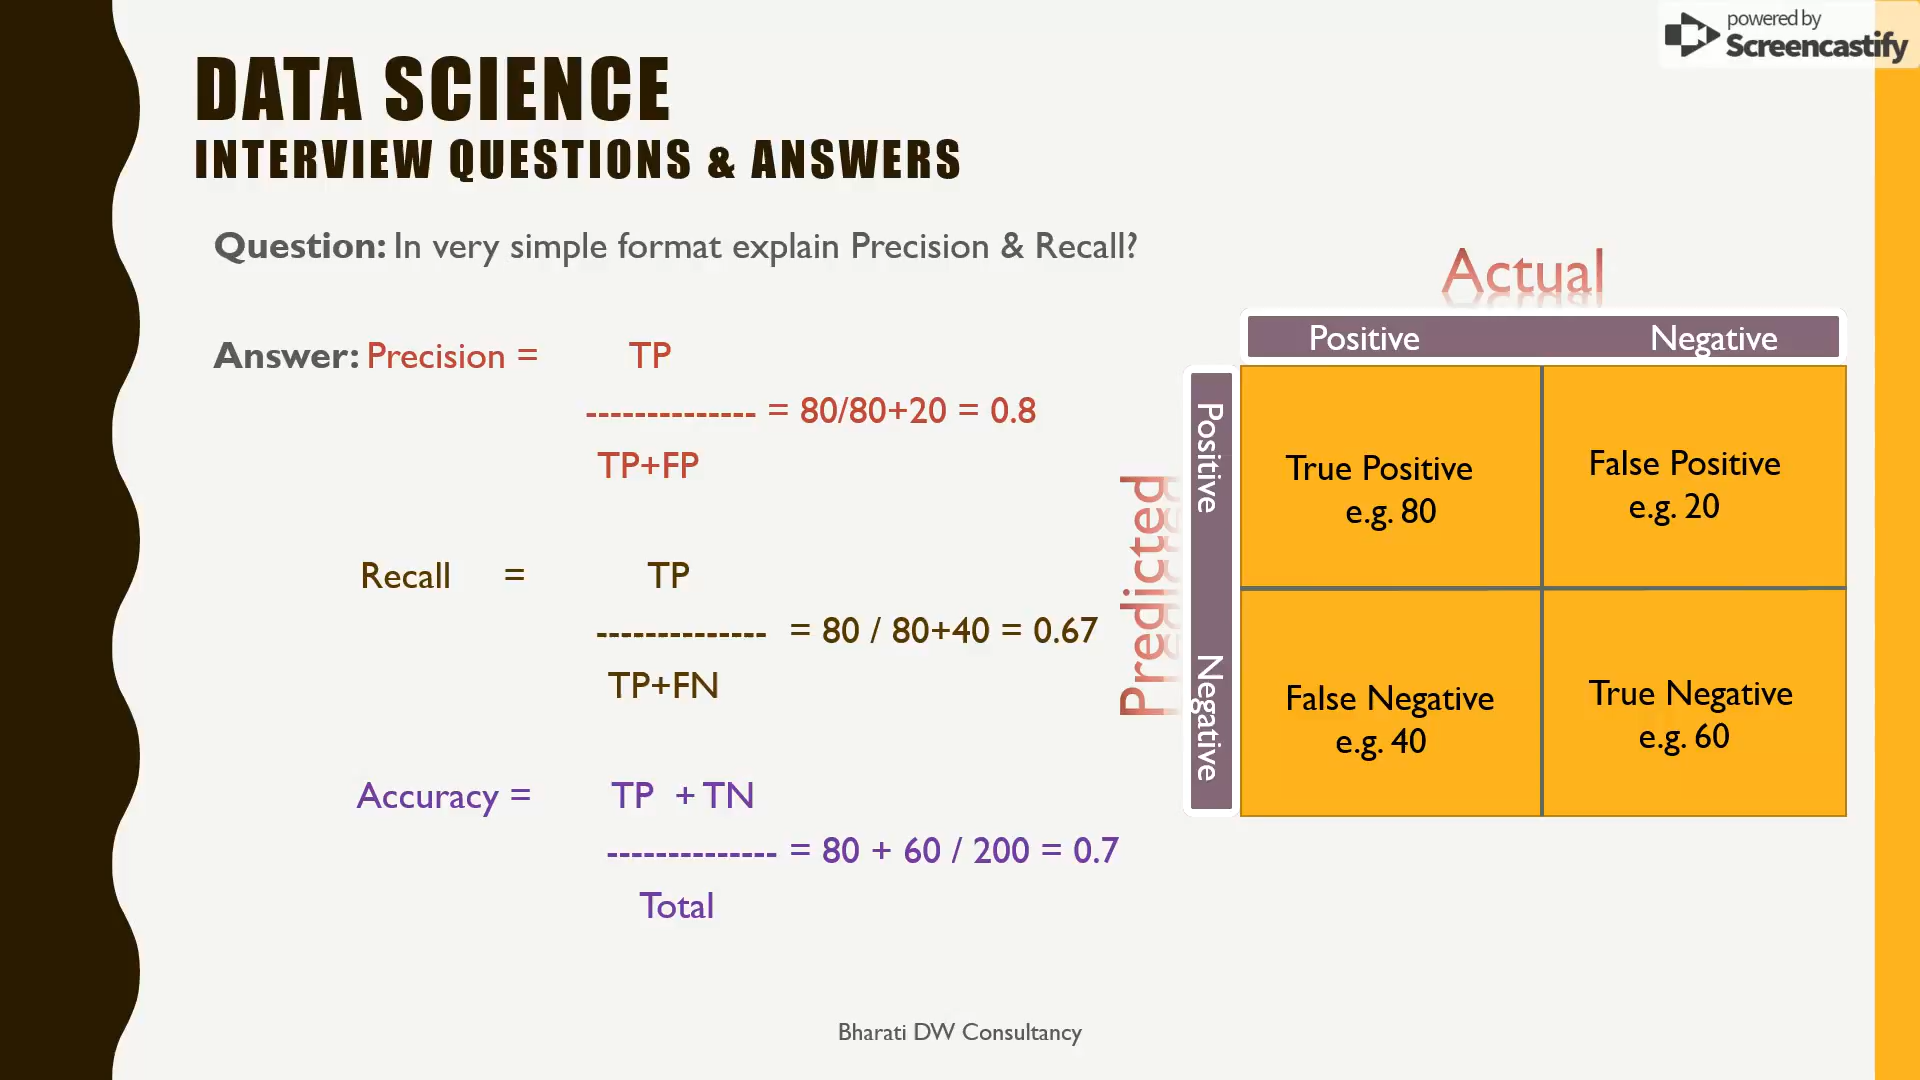 powered by
Screencastify
DATA SCIENCE
INTERVIEW QUESTIONS & ANSWERS
Question: In very simple format explain Precision & Recall?
Answer: Precision = TP
-------------- = 80/80+20 = 0.8
TP+FP
Recall = TP
-------------- = 80 / 80+40 = 0.67
TP+FN
Accuracy = TP + TN
-------------- = 80 + 60 / 200 = 0.7
Total
Actual
Positive Negative
Predicted
Positive
Negative
True Positive
e.g. 80
False Positive
e.g. 20
False Negative
e.g. 40
True Negative
e.g. 60
Bharati DW Consultancy